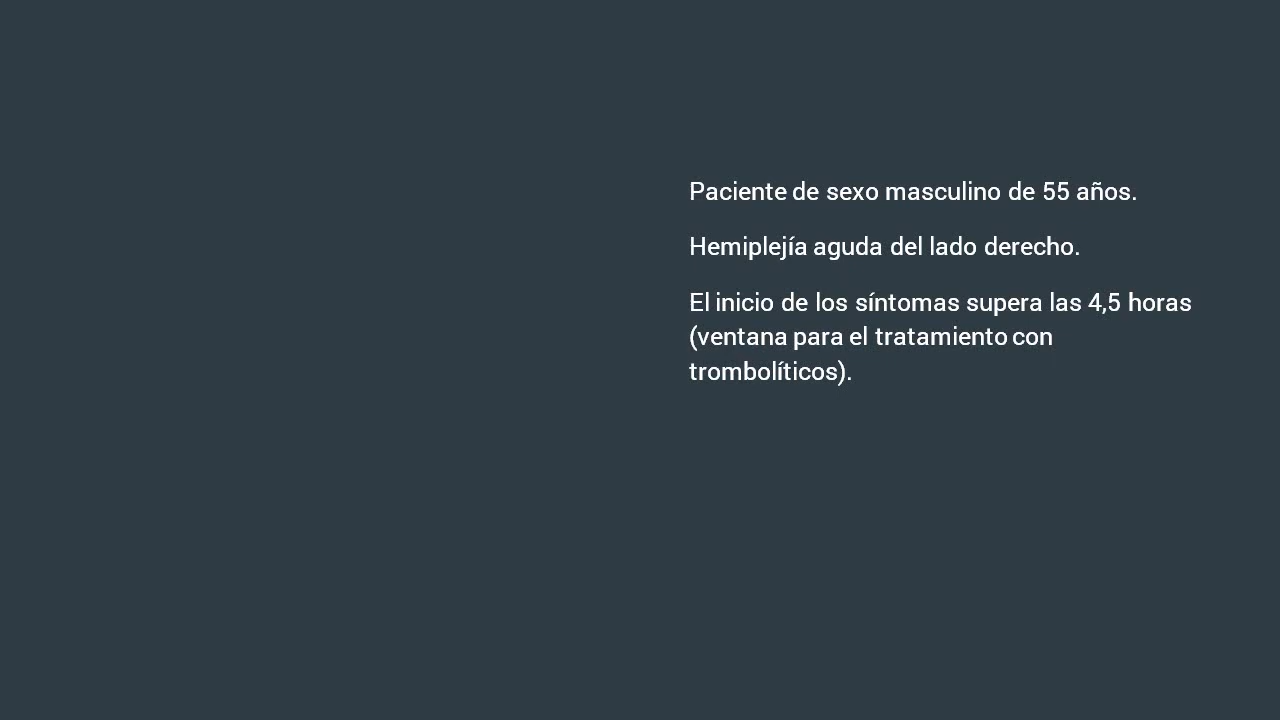 Paciente de sexo masculino de 55 años.
Hemiplejía aguda del lado derecho.
El inicio de los síntomas supera las 4,5 horas
(ventana para el tratamiento con
trombolíticos).